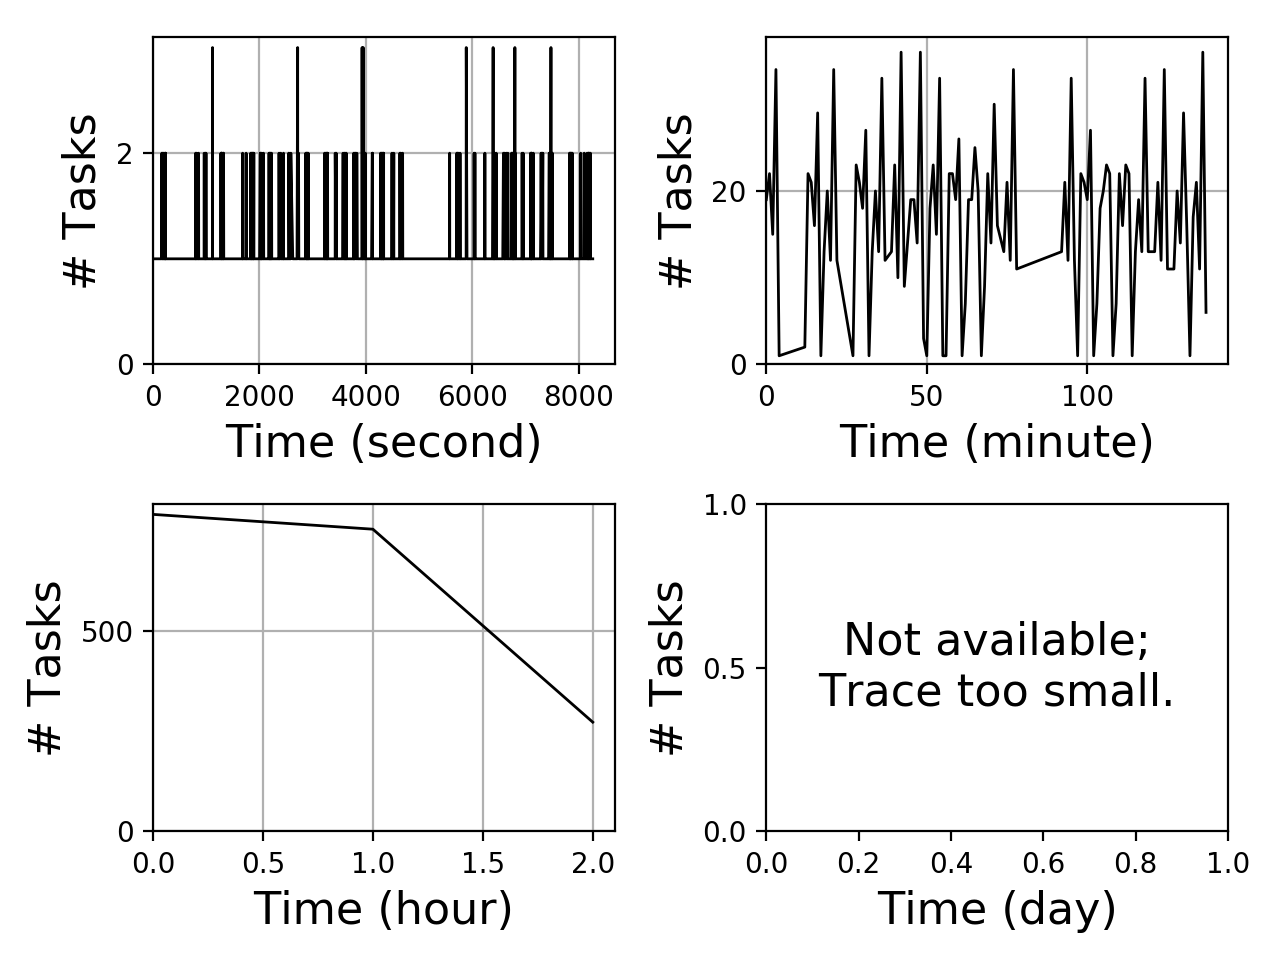 # Tasks
2
0
0 2000 4000 6000 8000
Time (second)
# Tasks
20
0
0 50 100
Time (minute)
# Tasks
500
0
0.0 0.5 1.0 1.5 2.0
Time (hour)
# Tasks
1.0
0.5
0.0
Not available;
Trace too small.
0.0 0.2 0.4 0.6 0.8 1.0
Time (day)